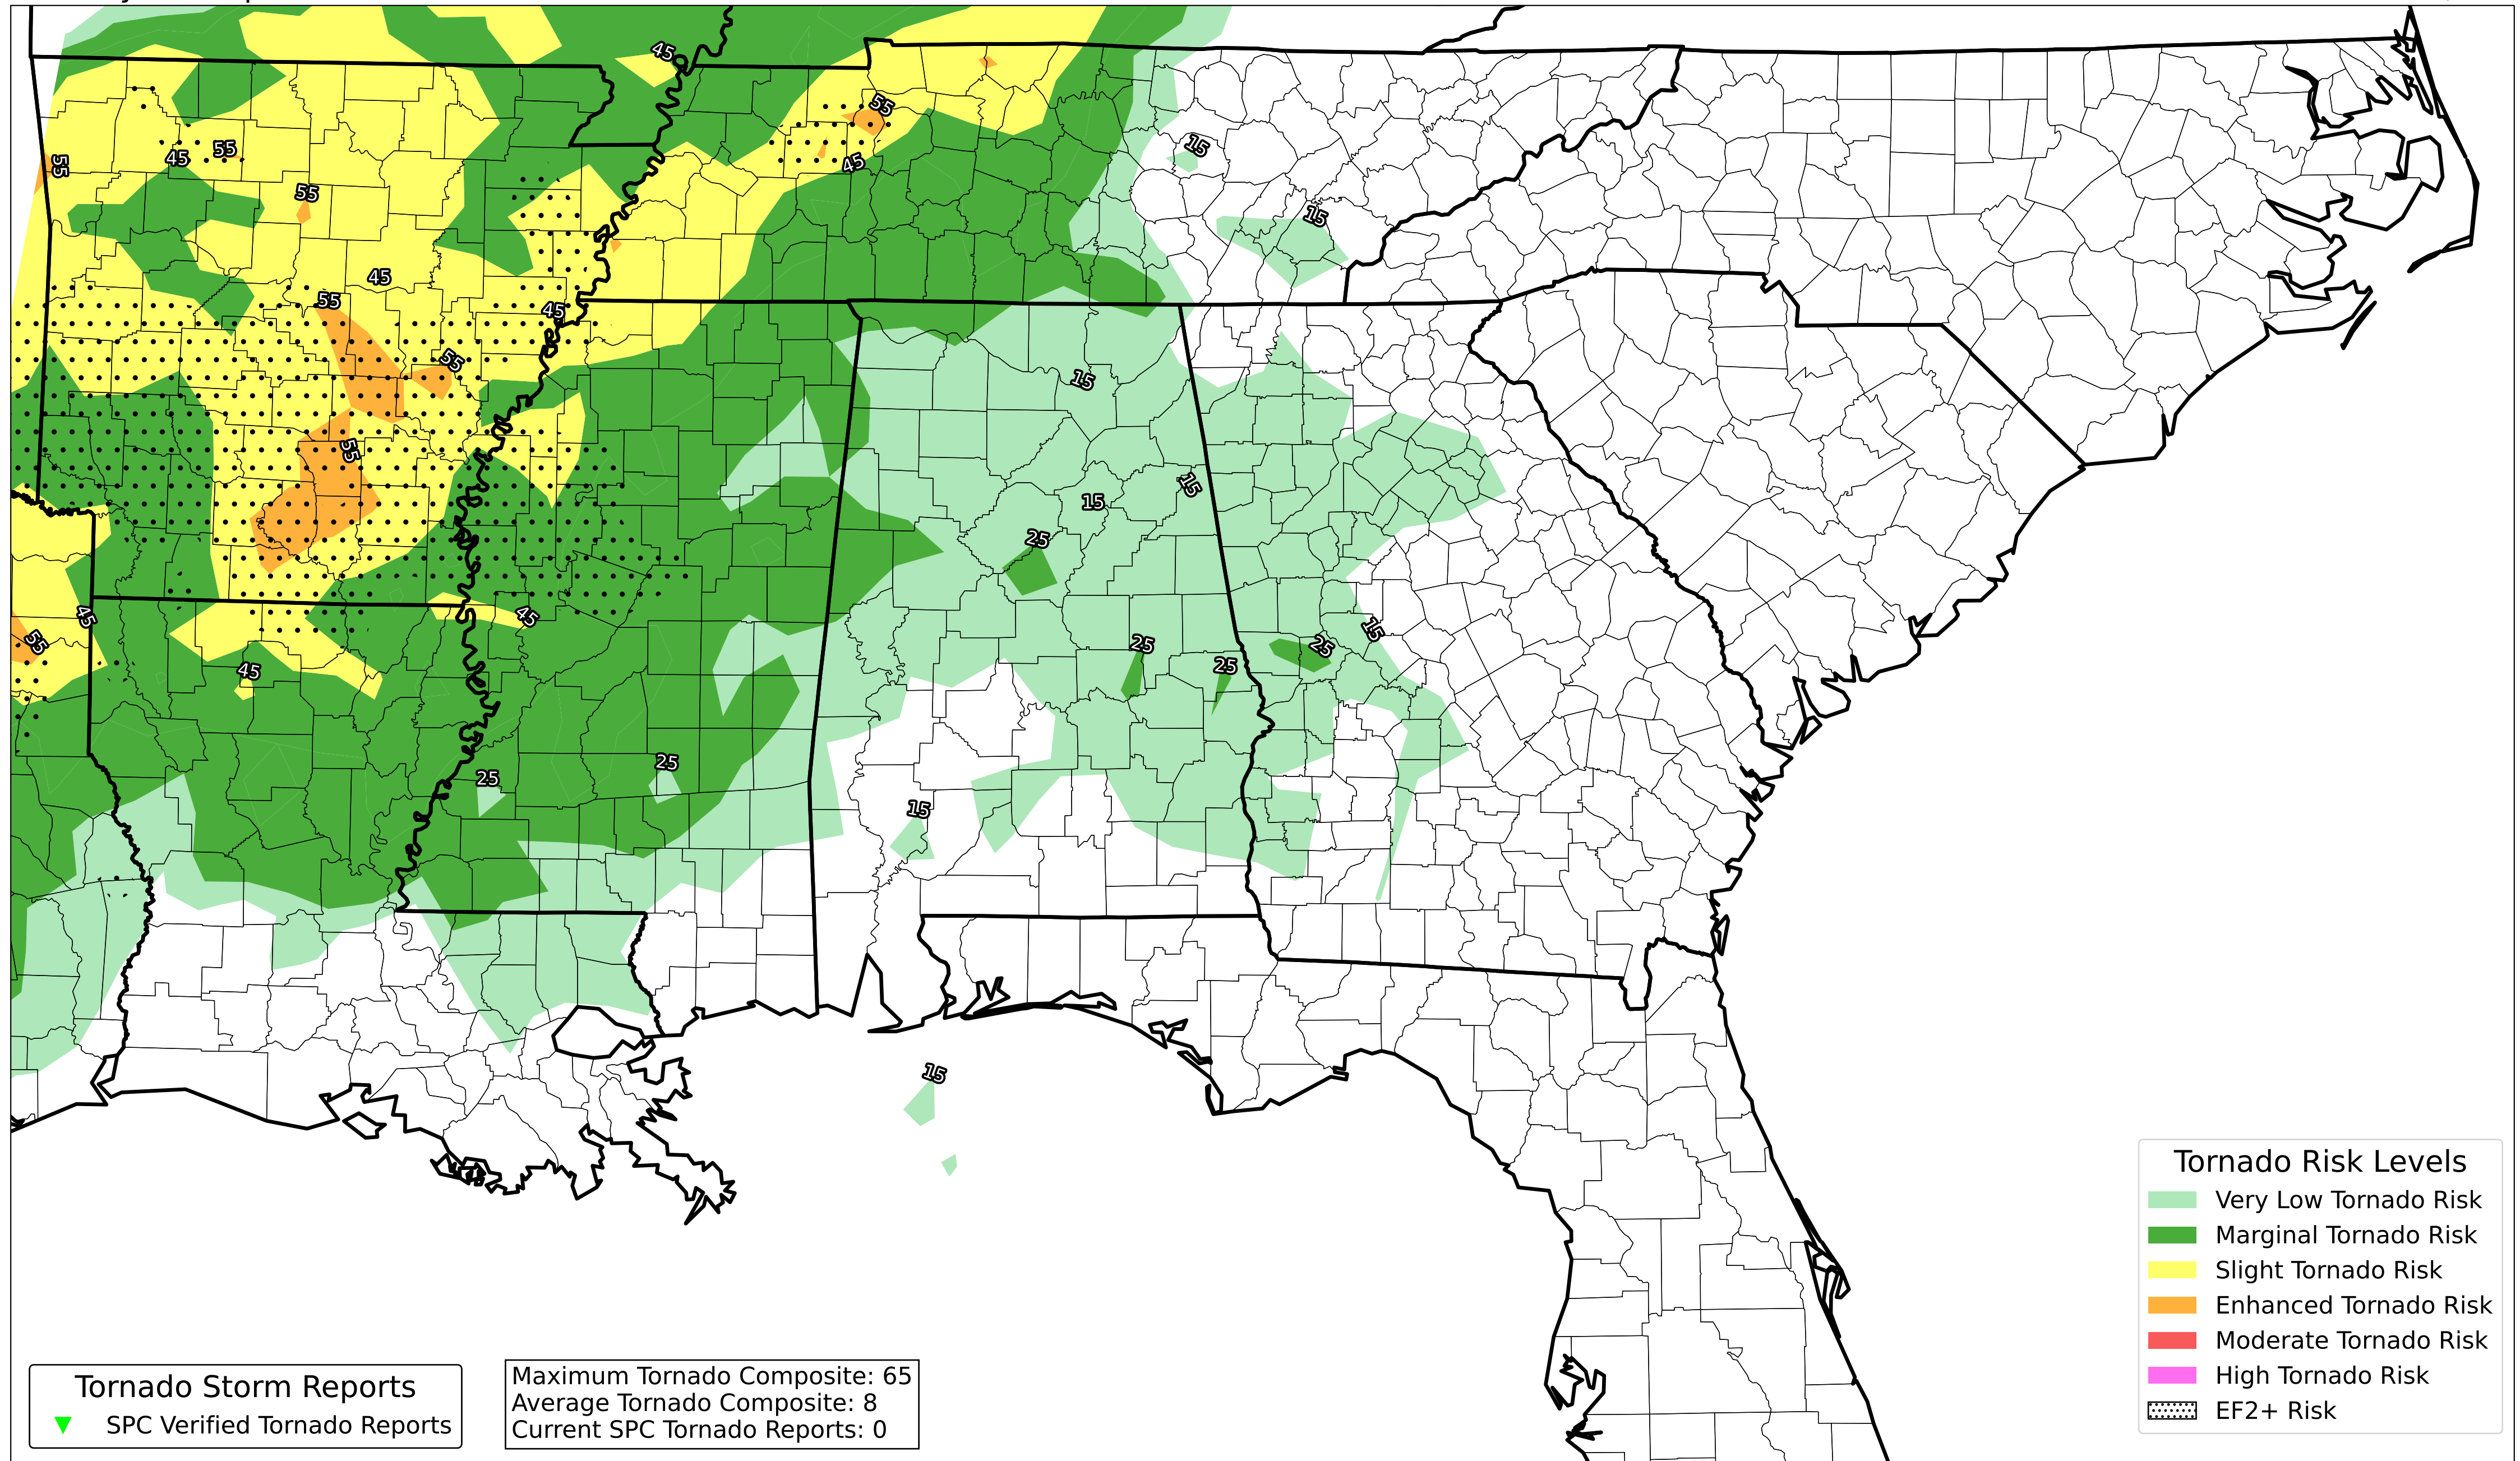 45
55
15
45
55
45
55
55
15
45
55
45
55
15
55
15
15
25
45
45
15
55
25
25
25
45
25
25
15
15
Tornado Risk Levels
Very Low Tornado Risk
Marginal Tornado Risk
Slight Tornado Risk
Enhanced Tornado Risk
Moderate Tornado Risk
High Tornado Risk
EF2+ Risk
Tornado Storm Reports
SPC Verified Tornado Reports
Maximum Tornado Composite: 65
Average Tornado Composite: 8
Current SPC Tornado Reports: 0